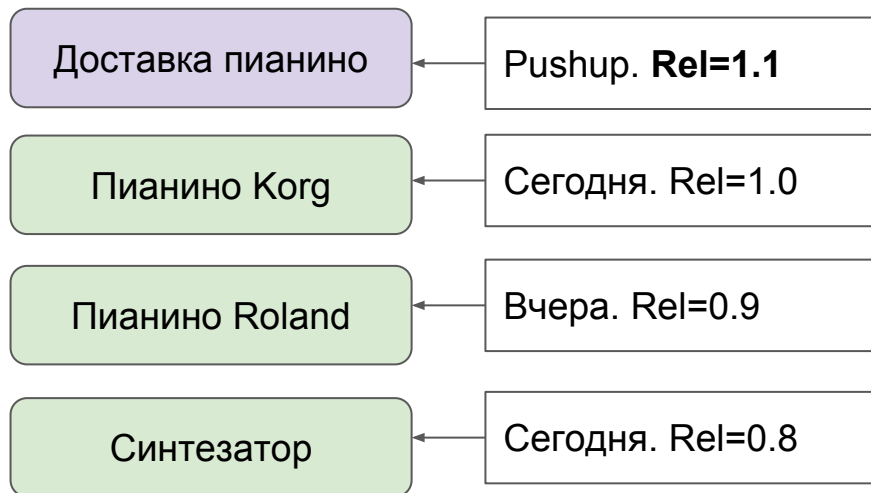 Доставка пианино
Pushup. Rel=1.1
Пианино Korg
Сегодня. Rel=1.0
Пианино Roland
Вчера. Rel=0.9
Синтезатор
Сегодня. Rel=0.8